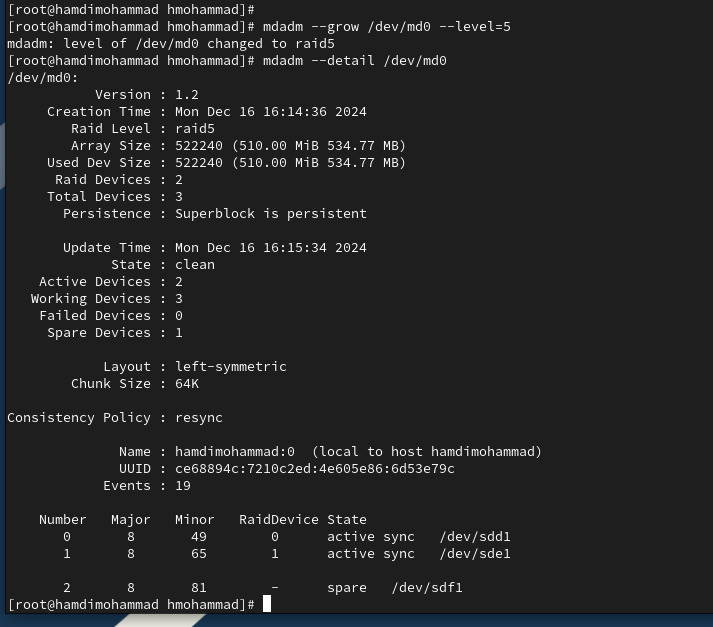 [root@hamdimohammad hmohammad]#
[root@hamdimohammad hmohammad]# mdadm --grow /dev/md0 --level=5
mdadm: level of /dev/md0 changed to raid5
[root@hamdimohammad hmohammad]# mdadm --detail /dev/md0
/dev/md0:
           Version : 1.2
     Creation Time : Mon Dec 16 16:14:36 2024
        Raid Level : raid5
        Array Size : 522240 (510.00 MiB 534.77 MB)
     Used Dev Size : 522240 (510.00 MiB 534.77 MB)
      Raid Devices : 2
     Total Devices : 3
       Persistence : Superblock is persistent

       Update Time : Mon Dec 16 16:15:34 2024
             State : clean
    Active Devices : 2
   Working Devices : 3
    Failed Devices : 0
     Spare Devices : 1

            Layout : left-symmetric
        Chunk Size : 64K

Consistency Policy : resync

              Name : hamdimohammad:0  (local to host hamdimohammad)
              UUID : ce68894c:7210c2ed:4e605e86:6d53e79c
            Events : 19

    Number   Major   Minor   RaidDevice State
       0       8       49        0      active sync   /dev/sdd1
       1       8       65        1      active sync   /dev/sde1

       2       8       81        -      spare   /dev/sdf1
[root@hamdimohammad hmohammad]#